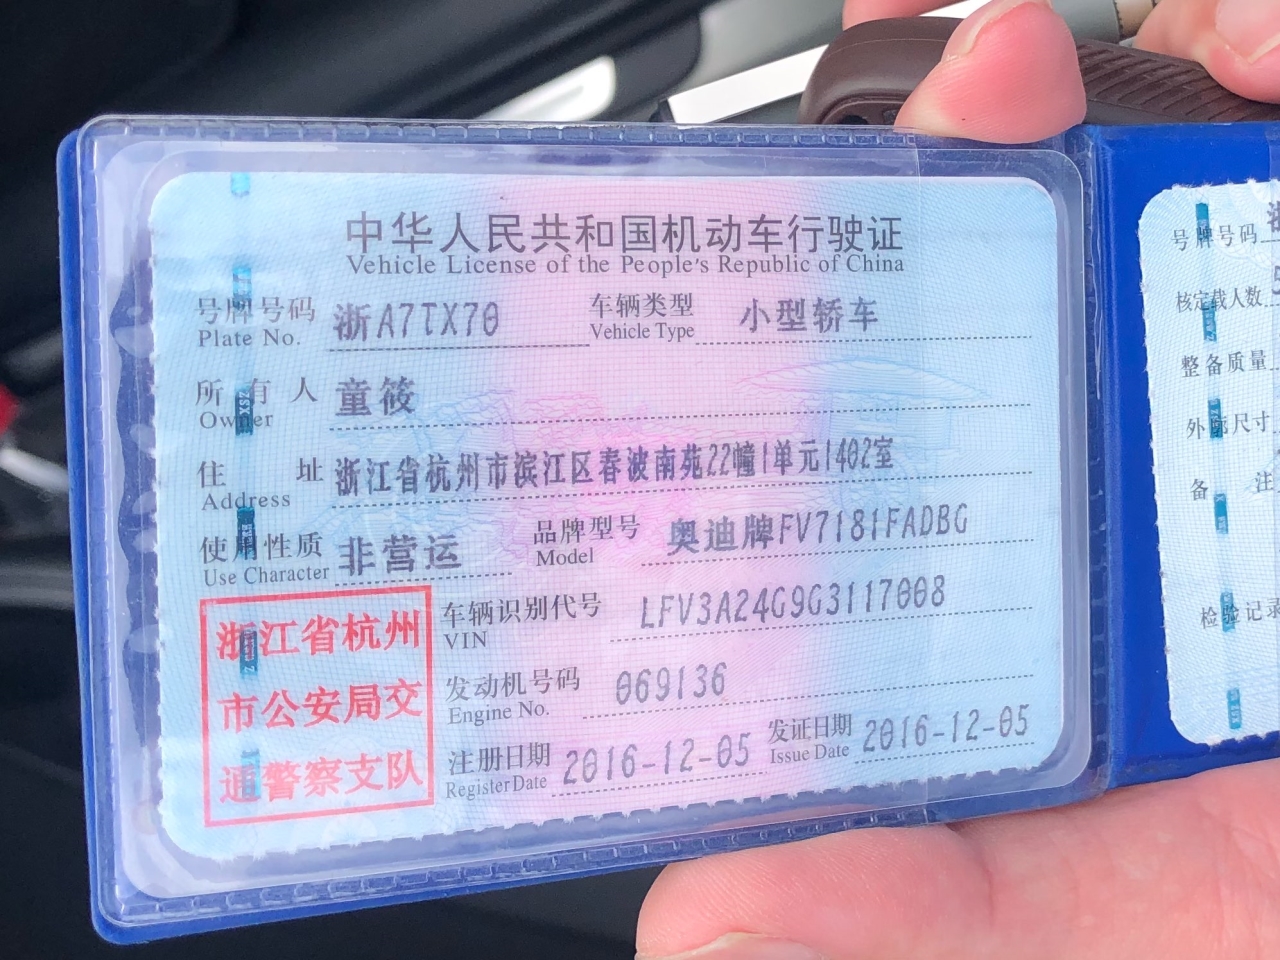 中华人民共和国机动车行驶证
Vehicle License of the People's Republic of China
号牌号码 浙A7TX70 车辆类型 小型轿车
Plate No. Vehicle Type
所有人 童筱
Owner
住址 浙江省杭州市滨江区春波南苑22幢1单元1402室
Address
使用性质 非营运 品牌型号 奥迪牌FV7181FADBG
Use Character Model
车辆识别代号 LFV3A24G9G3117008
VIN
发动机号码 069136
Engine No.
注册日期 2016-12-05 发证日期 2016-12-05
Register Date Issue Date
浙江省杭州
市公安局交
通警察支队
号牌号码
核定载人数
整备质量
外廓尺寸
备注
检验记录